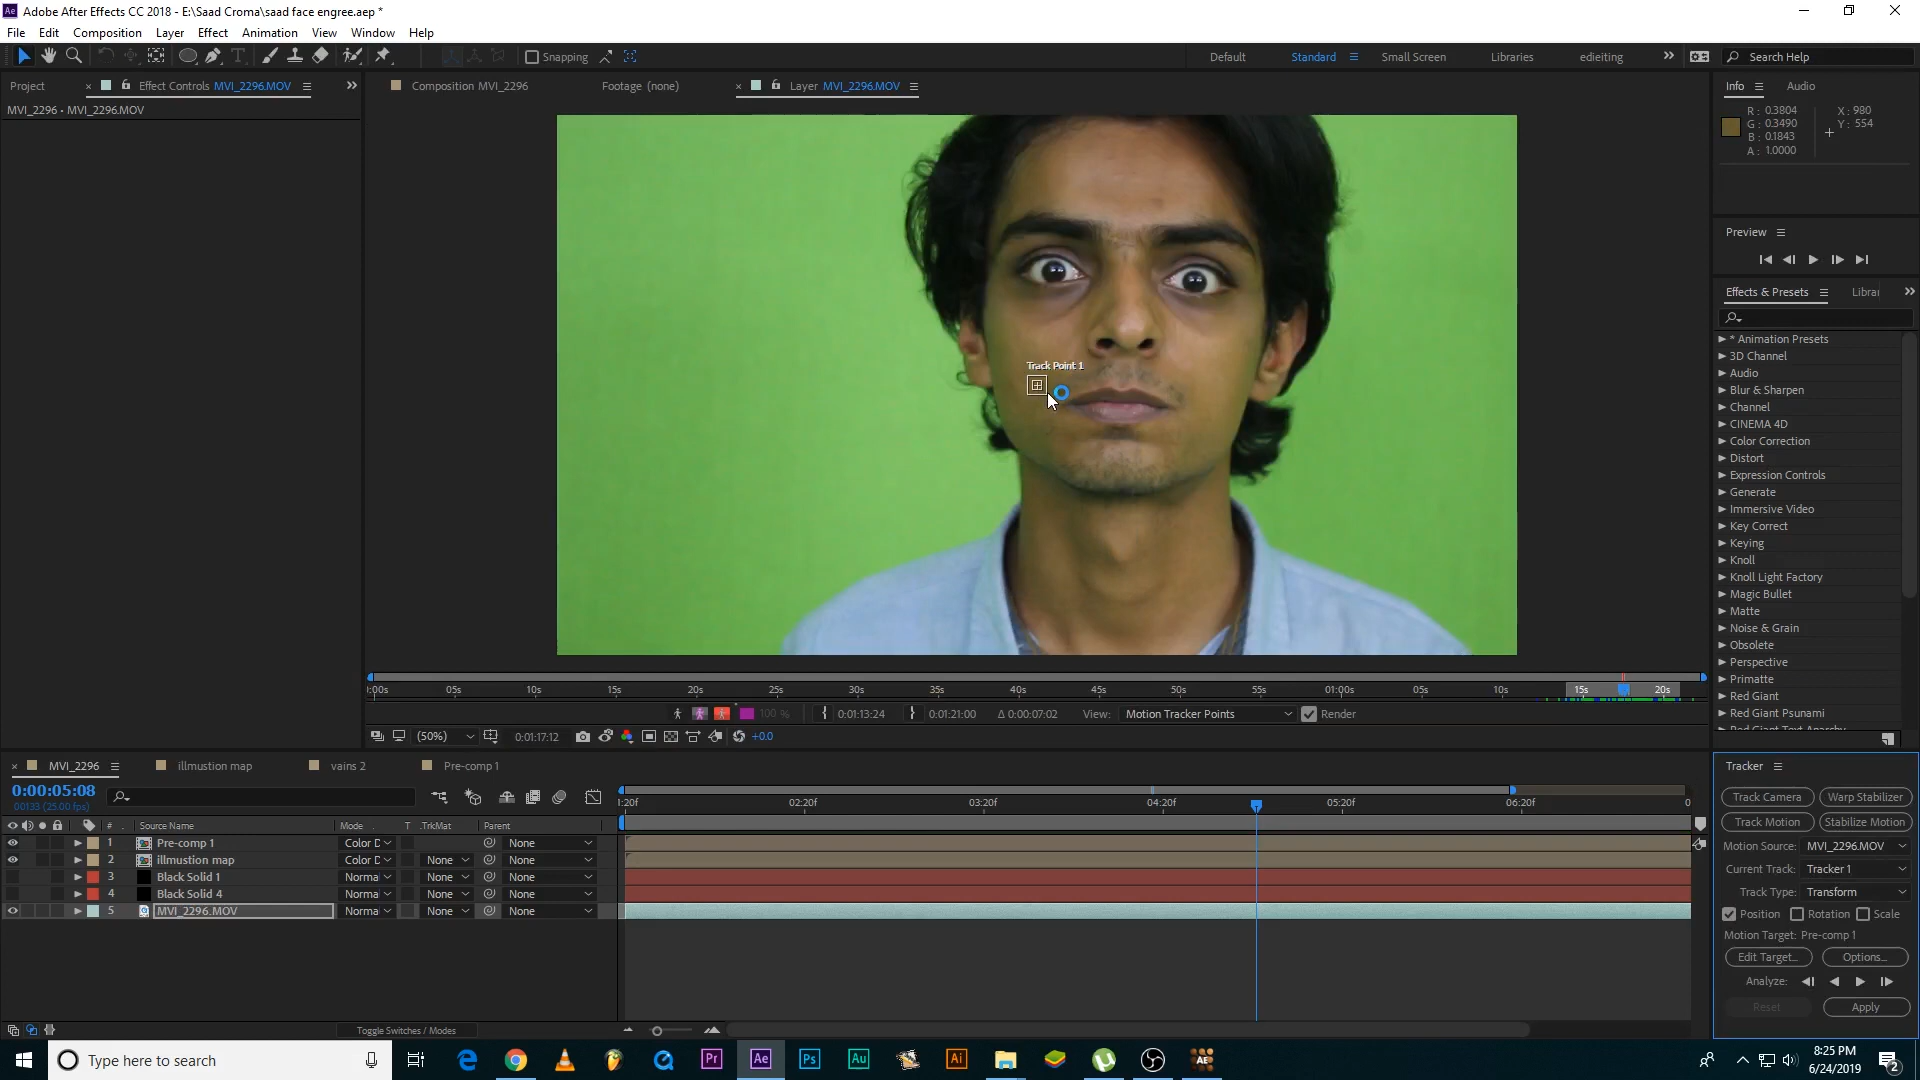 Adobe After Effects CC 2018 - E:\Saad Croma\saad face engree.aep *
File Edit Composition Layer Effect Animation View Window Help
Snapping
Default Standard Small Screen Libraries edieiting Search Help
Project Effect Controls MVI_2296.MOV
MVI_2296 • MVI_2296.MOV
Composition MVI_2296
Footage (none)
Layer MVI_2296.MOV
Info Audio
R : 0.3804
G : 0.3490
B : 0.1843
A : 1.0000
X : 980
Y : 554
Preview
Effects & Presets
* Animation Presets
3D Channel
Audio
Blur & Sharpen
Channel
CINEMA 4D
Color Correction
Distort
Expression Controls
Generate
Immersive Video
Key Correct
Keying
Knoll
Knoll Light Factory
Magic Bullet
Matte
Noise & Grain
Obsolete
Perspective
Primatte
Red Giant
Red Giant Psunami
Red Giant Text Anarchy
Track Point 1
:00s 05s 10s 15s 20s 25s 30s 35s 40s 45s 50s 55s 01:00s 05s 10s 15s 20s
100 % 0:01:13:24 0:01:21:00 Δ 0:00:07:02 View: Motion Tracker Points Render
(50%) 0:01:17:12 +0.0
MVI_2296 illmustion map vains 2 Pre-comp 1
0:00:05:08
00133 (25.00 fps)
:20f 02:20f 03:20f 04:20f 05:20f 06:20f 0
# Source Name Mode T .TrkMat Parent
1 Pre-comp 1 Color D None
2 illmustion map Color D None None
3 Black Solid 1 Norma None None
4 Black Solid 4 Norma None None
5 MVI_2296.MOV Norma None None
Toggle Switches / Modes
Tracker
Track Camera Warp Stabilizer
Track Motion Stabilize Motion
Motion Source: MVI_2296.MOV
Current Track: Tracker 1
Track Type: Transform
Position Rotation Scale
Motion Target: Pre-comp 1
Edit Target... Options...
Analyze:
Reset Apply
Type here to search
8:25 PM
6/24/2019
2